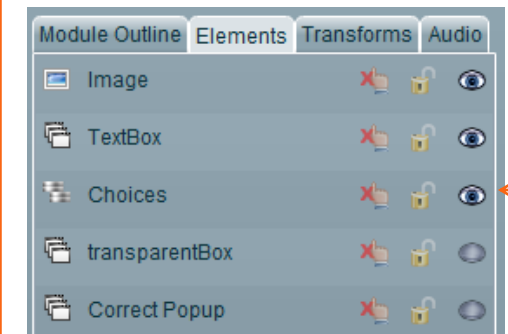 Module Outline Elements Transforms Audio
Image
TextBox
Choices
transparentBox
Correct Popup